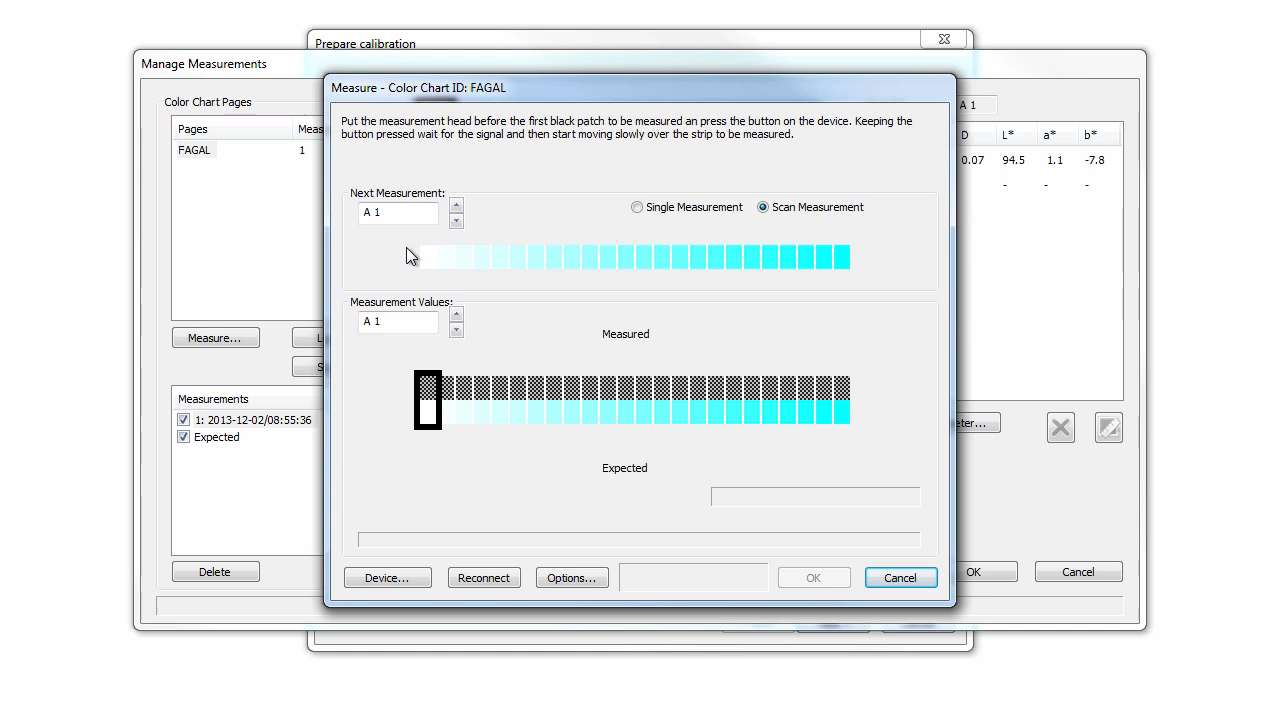 Prepare calibration
Manage Measurements
Measure - Color Chart ID: FAGAL
Color Chart Pages
A 1
Put the measurement head before the first black patch to be measured an press the button on the device. Keeping the
button pressed wait for the signal and then start moving slowly over the strip to be measured.
Pages
Meas
D
L*
a*
b*
FAGAL
1
0.07
94.5
1.1
-7.8
-
-
Next Measurement:
A 1
Single Measurement
Scan Measurement
Measurement Values:
A 1
Measured
Measure...
L
S
Measurements
1: 2013-12-02/08:55:36
Expected
eter...
Expected
Delete
Device...
Reconnect
Options...
OK
Cancel
OK
Cancel